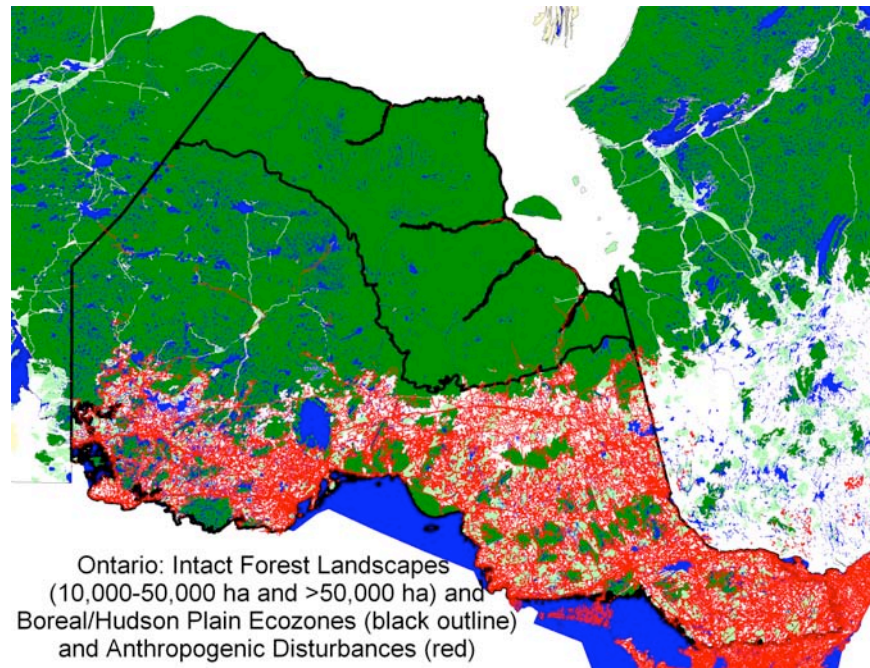 Ontario: Intact Forest Landscapes
(10,000-50,000 ha and >50,000 ha) and
Boreal/Hudson Plain Ecozones (black outline)
and Anthropogenic Disturbances (red)